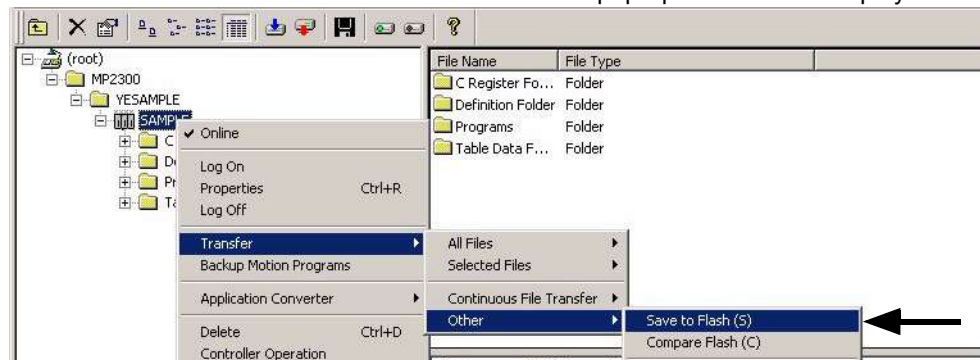 (root)
MP2300
YESAMPLE
SAMPL
C
D
Pr
Ta
Online
Log On
Properties Ctrl+R
Log Off
Transfer
Backup Motion Programs
Application Converter
Delete Ctrl+D
Controller Operation
File Name File Type
C Register Fo... Folder
Definition Folder Folder
Programs Folder
Table Data F... Folder
All Files
Selected Files
Continuous File Transfer
Other
Save to Flash (S)
Compare Flash (C)